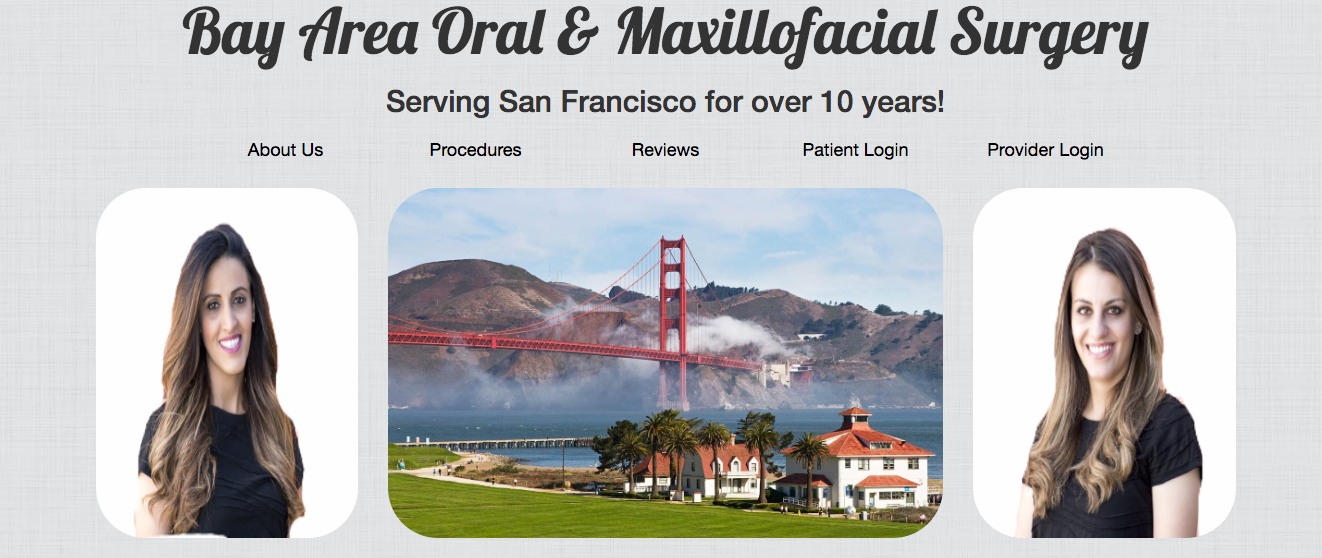 Bay Area Oral & Maxillofacial Surgery
Serving San Francisco for over 10 years!
About Us Procedures Reviews Patient Login Provider Login